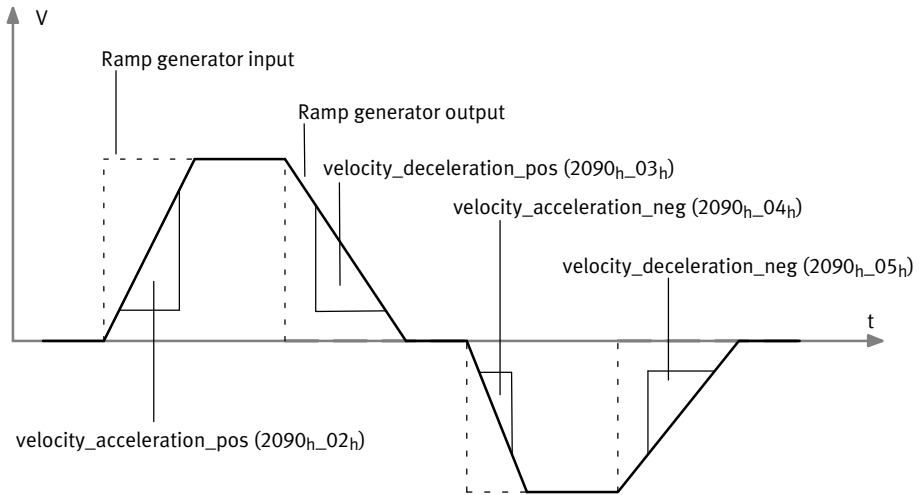 V
Ramp generator input
Ramp generator output
velocity_deceleration_pos (2090h_03h)
velocity_acceleration_neg (2090h_04h)
velocity_deceleration_neg (2090h_05h)
t
velocity_acceleration_pos (2090h_02h)